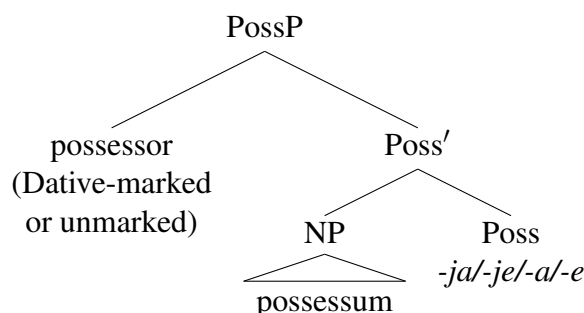 PossP
possessor
(Dative-marked
or unmarked)
Poss′
NP
Poss
-ja/-je/-a/-e
possessum